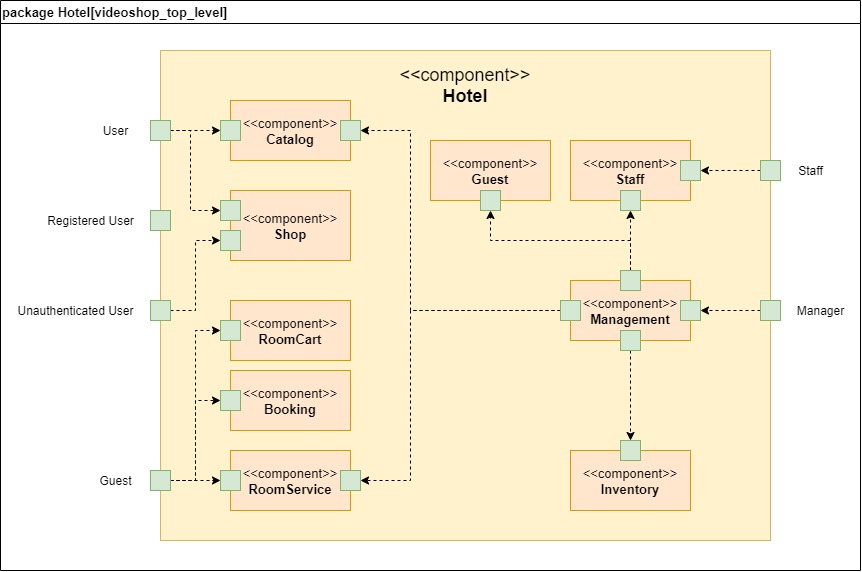 package Hotel[videoshop_top_level]
<<component>>
Hotel
User
<<component>>
Catalog
<<component>>
Guest
<<component>>
Staff
Staff
Registered User
<<component>>
Shop
Unauthenticated User
<<component>>
RoomCart
<<component>>
Management
Manager
<<component>>
Booking
Guest
<<component>>
RoomService
<<component>>
Inventory